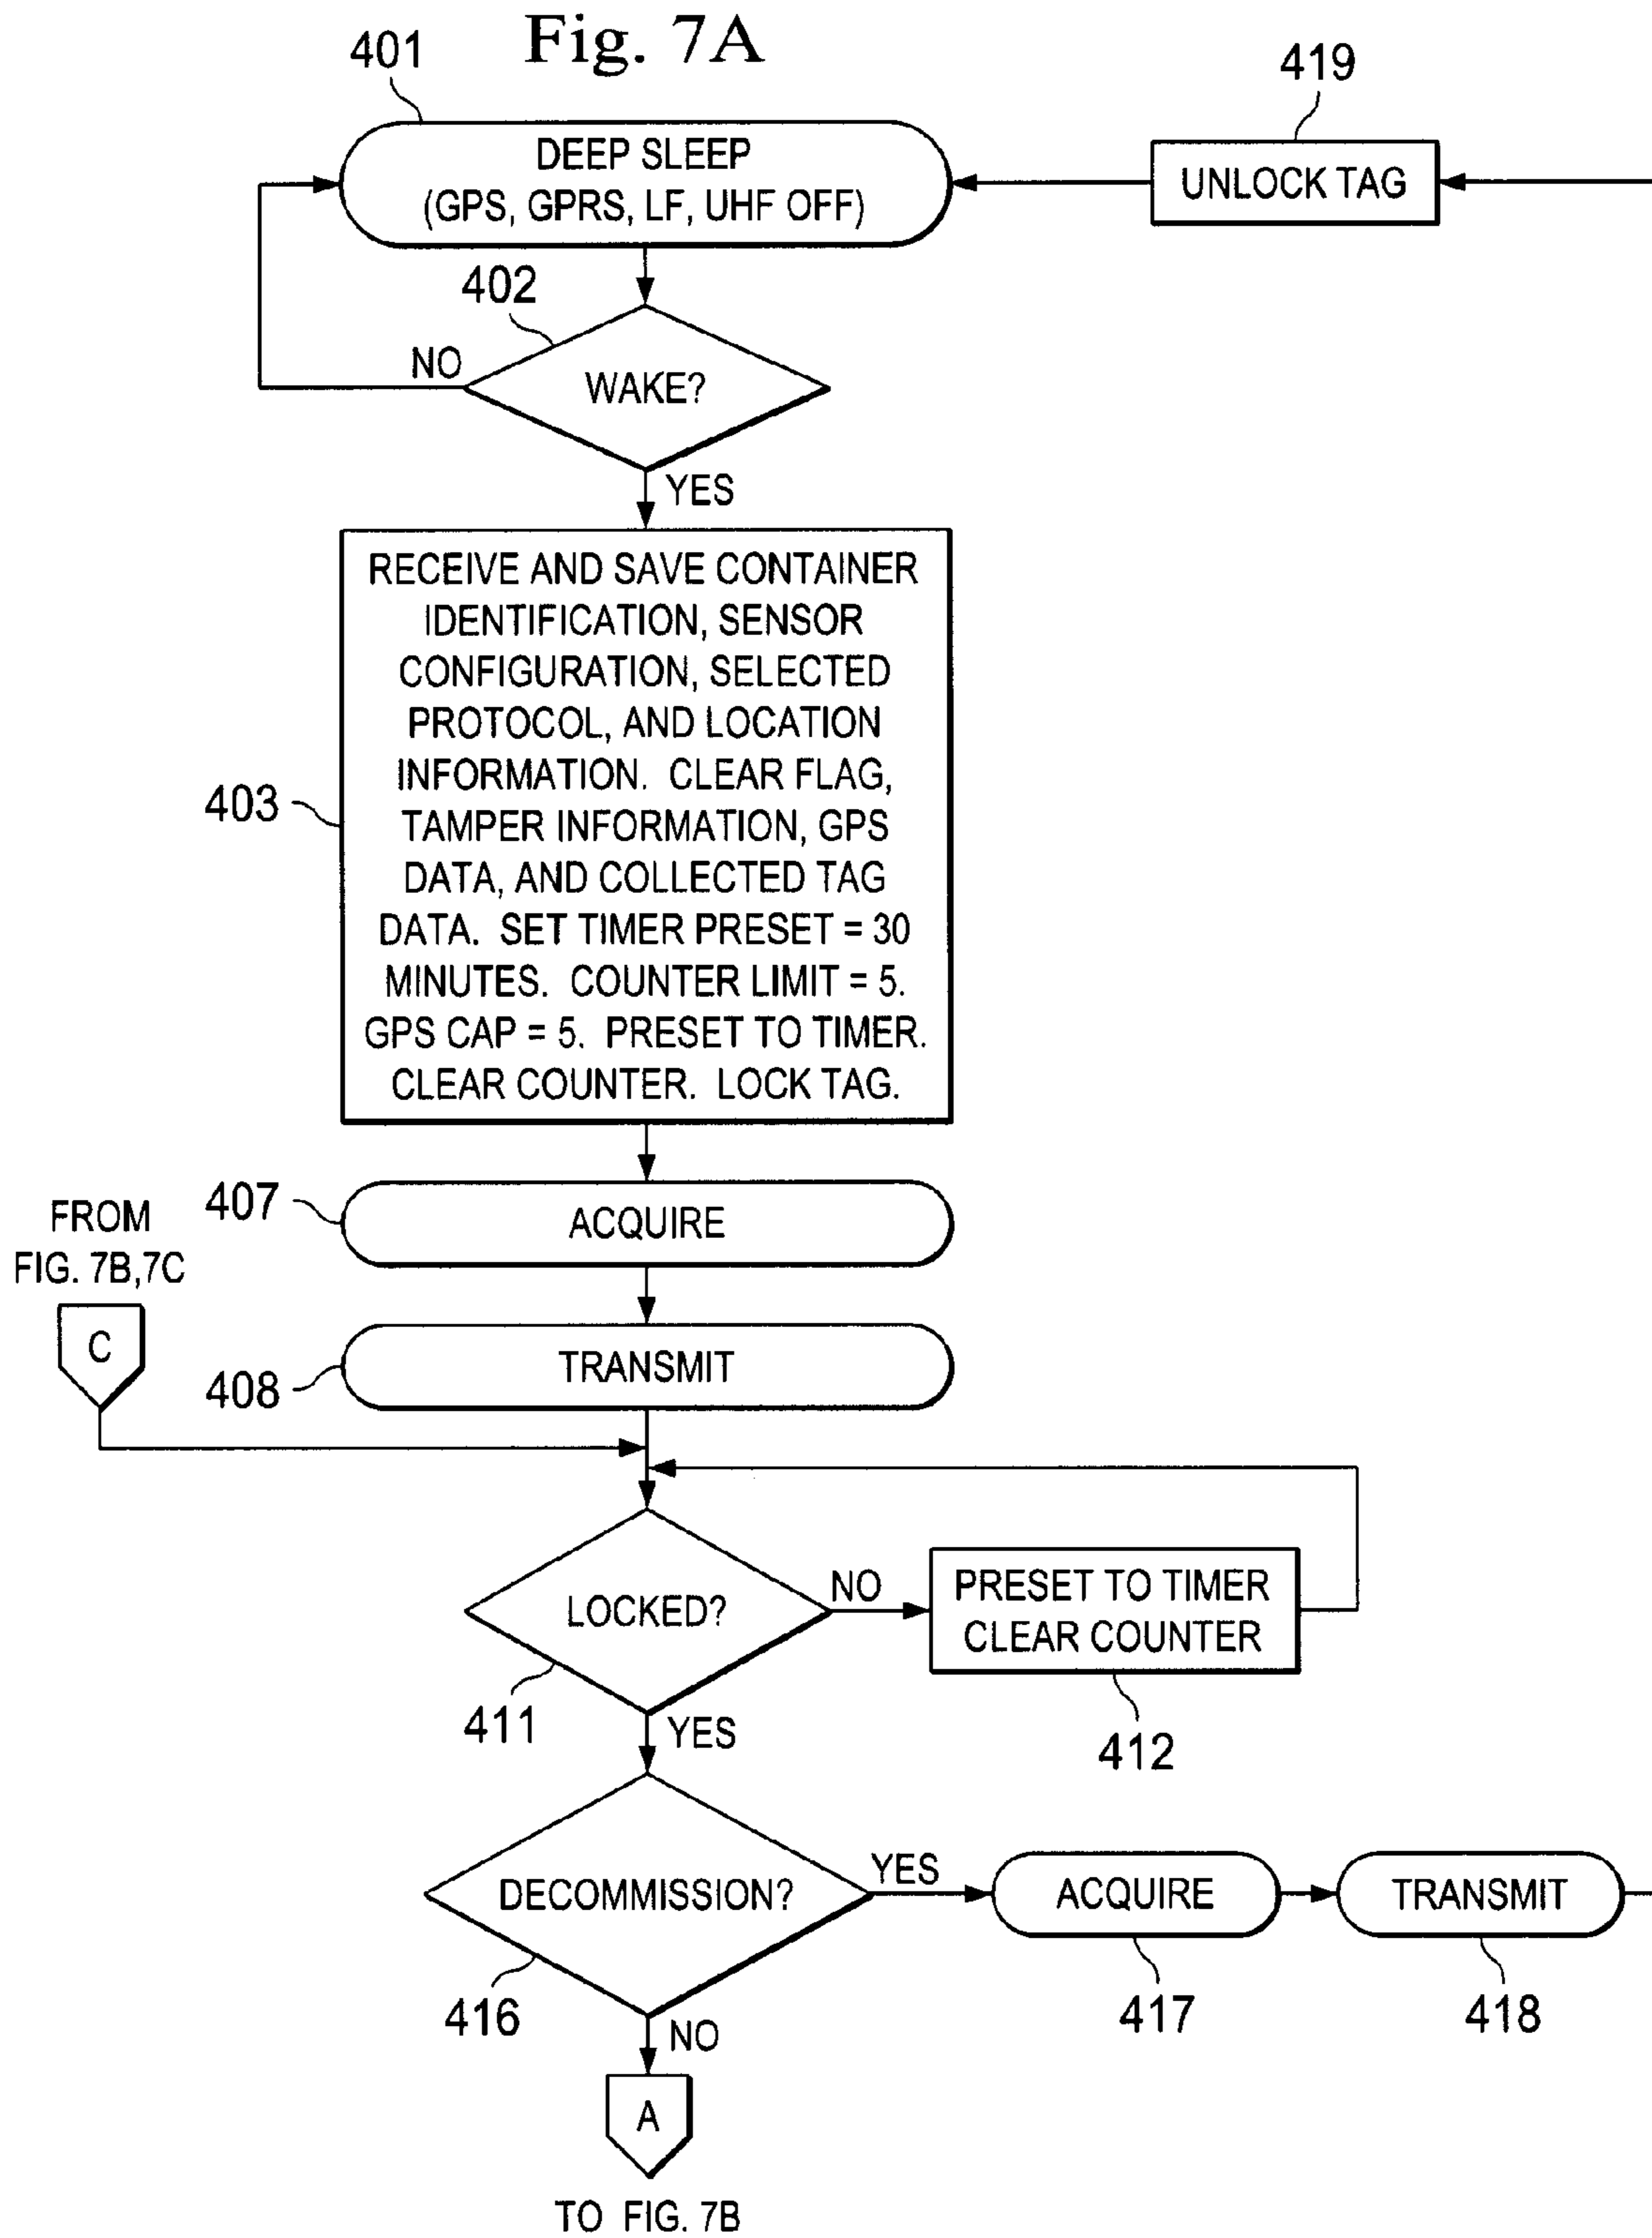 Fig. 7A
401
419
DEEP SLEEP
(GPS, GPRS, LF, UHF OFF)
UNLOCK TAG
402
NO
WAKE?
YES
RECEIVE AND SAVE CONTAINER
IDENTIFICATION, SENSOR
CONFIGURATION, SELECTED
PROTOCOL, AND LOCATION
INFORMATION. CLEAR FLAG,
TAMPER INFORMATION, GPS
DATA, AND COLLECTED TAG
DATA. SET TIMER PRESET = 30
MINUTES. COUNTER LIMIT = 5.
GPS CAP = 5. PRESET TO TIMER.
CLEAR COUNTER. LOCK TAG.
403
407
ACQUIRE
FROM
FIG. 7B,7C
C
408
TRANSMIT
LOCKED?
NO
PRESET TO TIMER
CLEAR COUNTER
411
YES
412
DECOMMISSION?
YES
ACQUIRE
TRANSMIT
416
417
418
NO
A
TO FIG. 7B